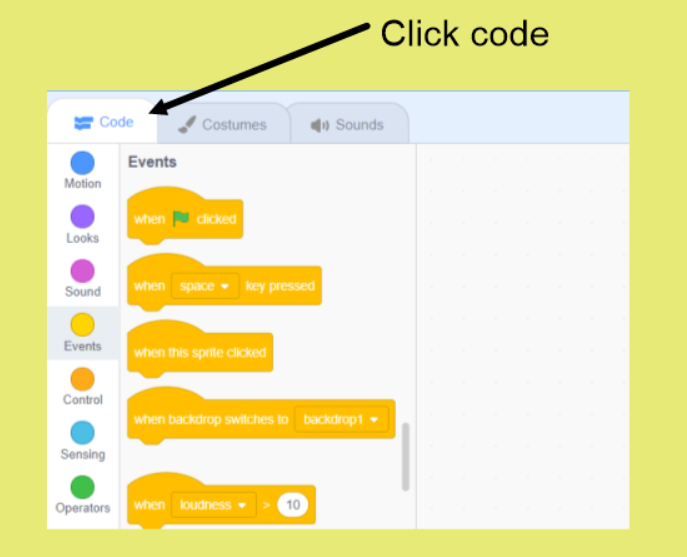 Click code
Code Costumes Sounds
Motion
Looks
Sound
Events
Control
Sensing
Operators
Events
when clicked
when space key pressed
when this sprite clicked
when backdrop switches to backdrop1
when loudness > 10